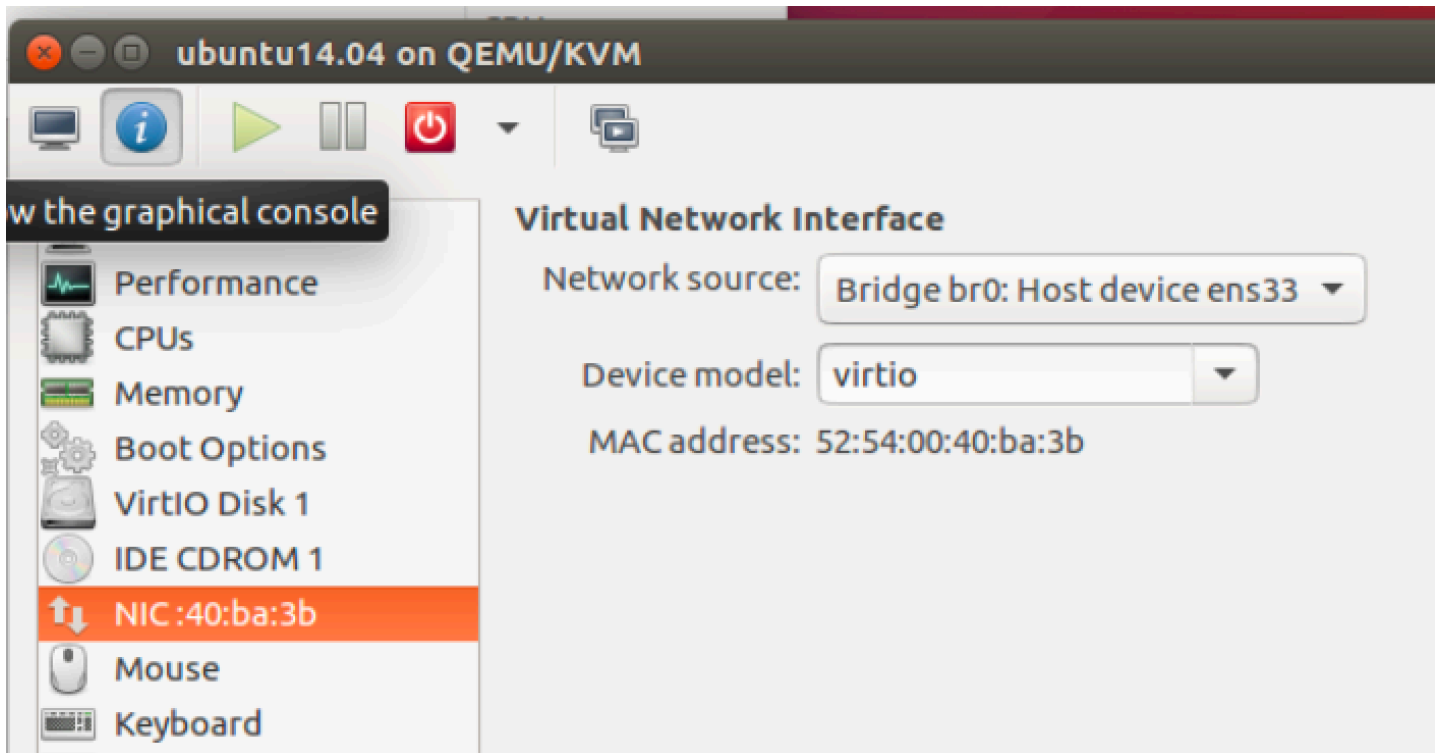 ubuntu14.04 on QEMU/KVM
w the graphical console
Virtual Network Interface
Network source: Bridge br0: Host device ens33
Performance
CPUs
Device model: virtio
Memory
MAC address: 52:54:00:40:ba:3b
Boot Options
VirtIO Disk 1
IDE CDROM 1
NIC :40:ba:3b
Mouse
Keyboard